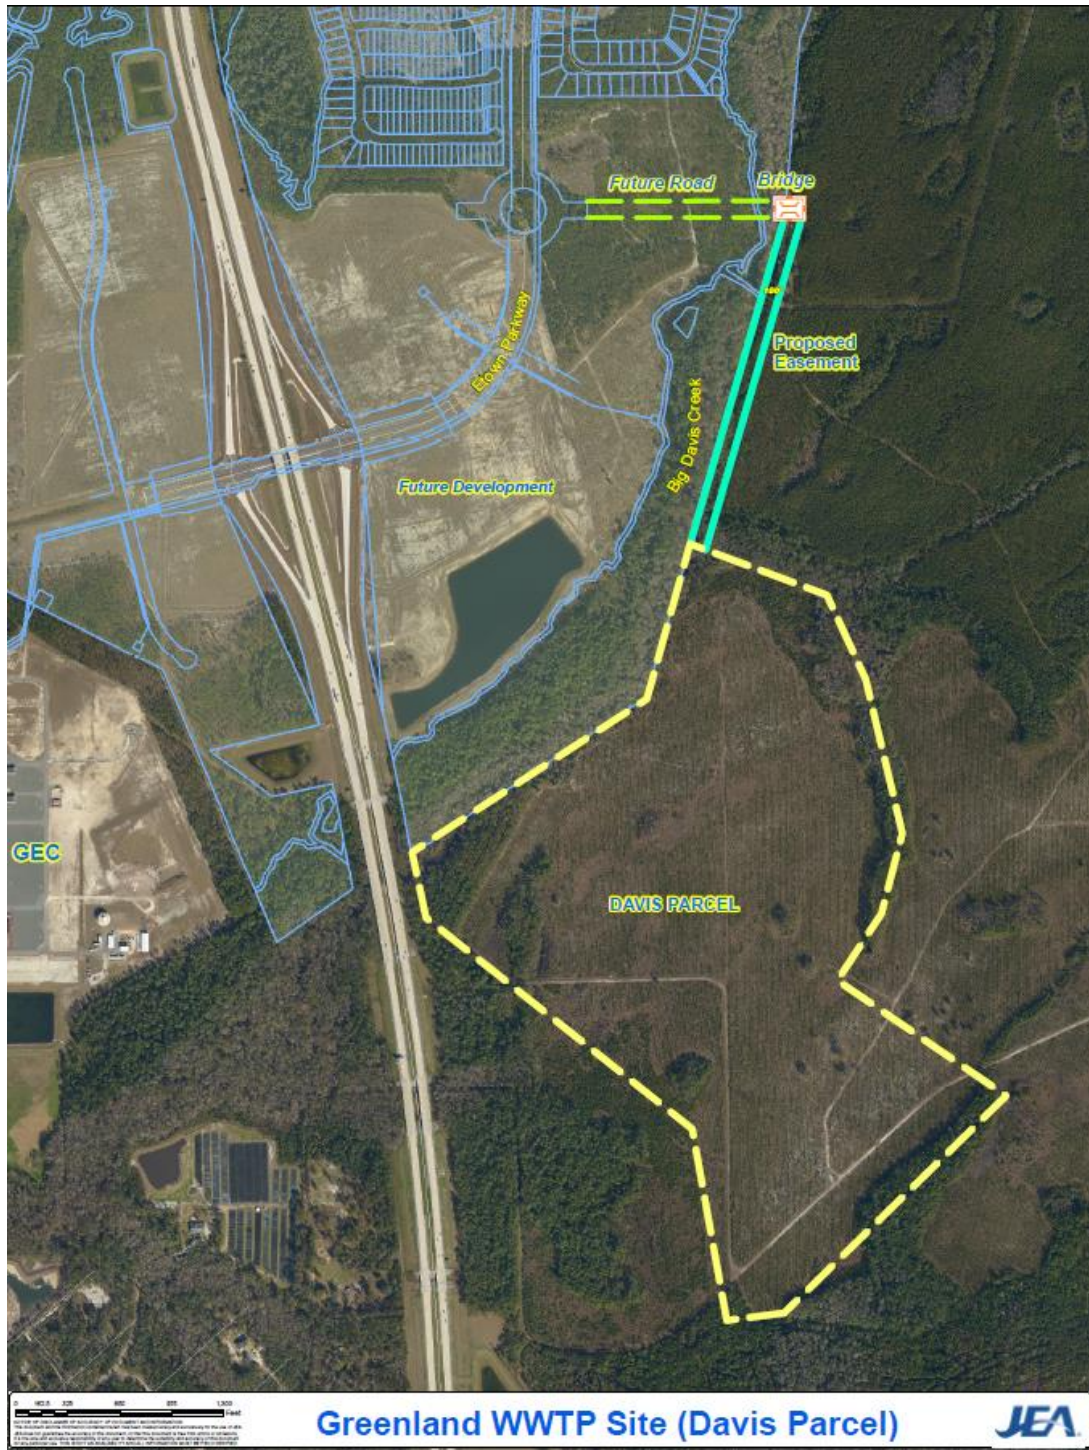 Future Road
Bridge
100
Proposed
Easement
Etown Parkway
Big Davis Creek
Future Development
GEC
DAVIS PARCEL
Feet
Greenland WWTP Site (Davis Parcel)
JEA